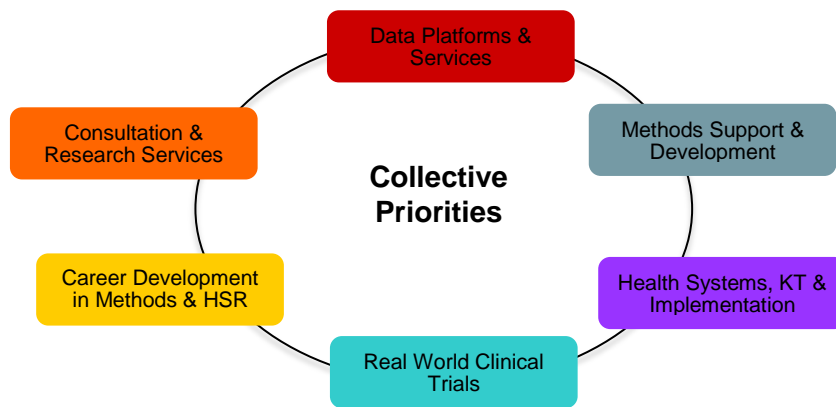 Data Platforms &
Services
Consultation &
Research Services
Methods Support &
Development
Collective
Priorities
Career Development
in Methods & HSR
Health Systems, KT &
Implementation
Real World Clinical
Trials